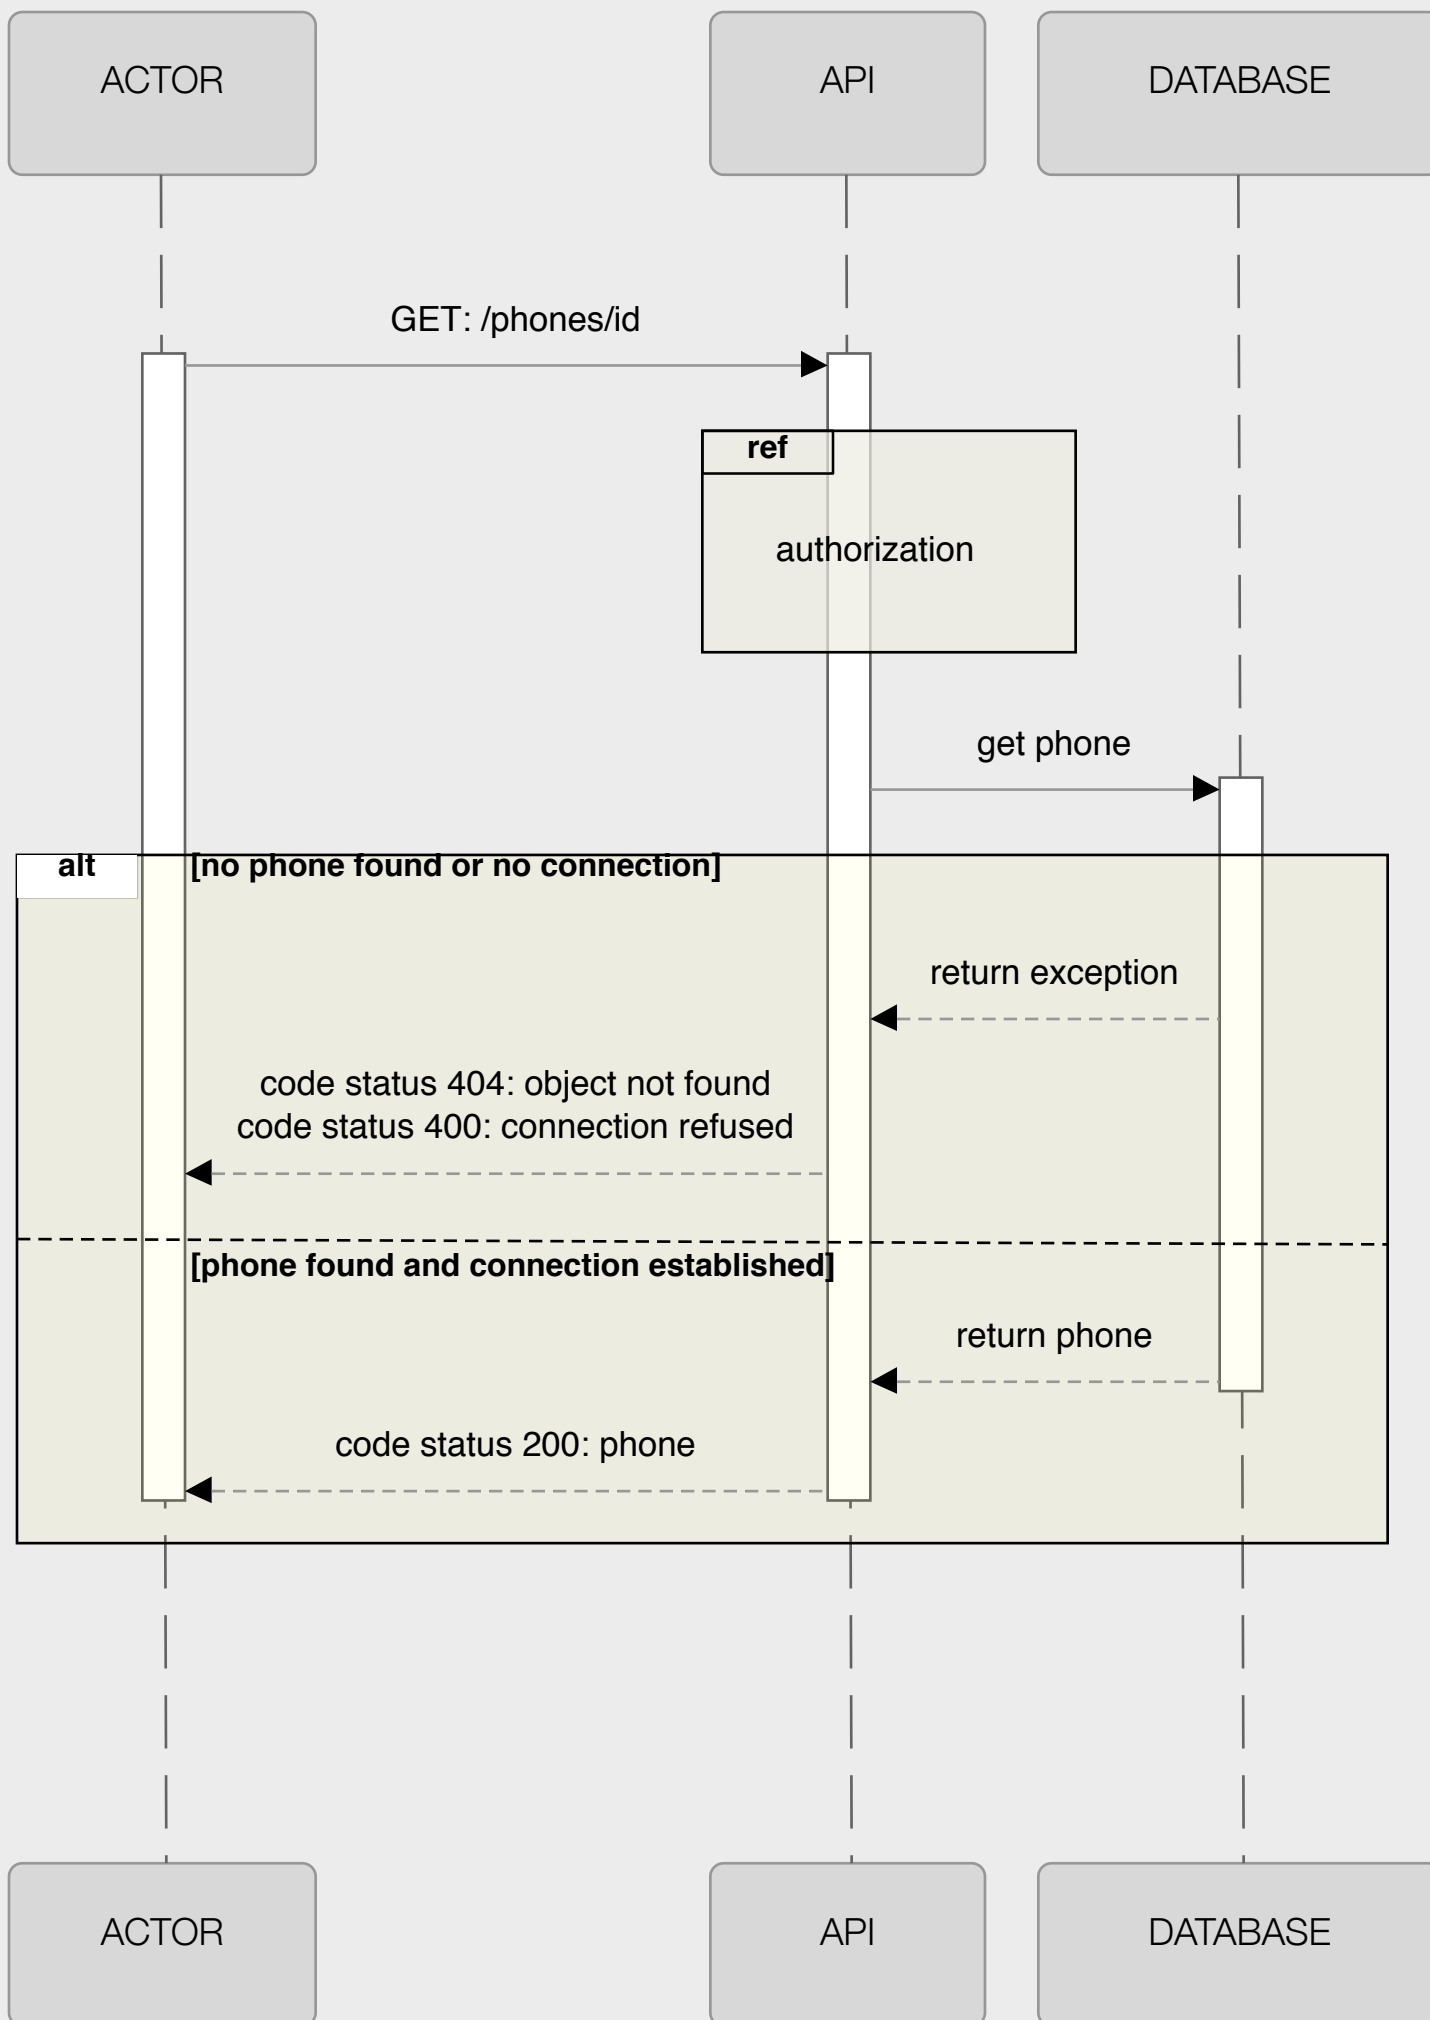 ACTOR
API
DATABASE
GET: /phones/id
ref
authorization
get phone
alt
[no phone found or no connection]
return exception
code status 404: object not found
code status 400: connection refused
[phone found and connection established]
return phone
code status 200: phone
ACTOR
API
DATABASE